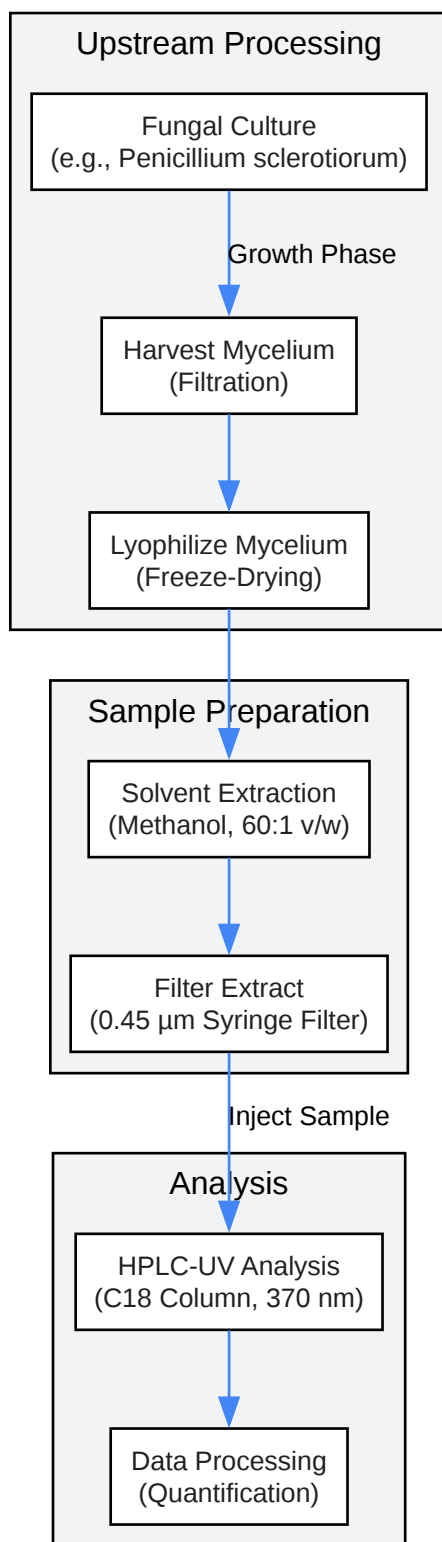 Upstream Processing
Fungal Culture
(e.g., Penicillium sclerotiorum)
Growth Phase
Harvest Mycelium
(Filtration)
Lyophilize Mycelium
(Freeze-Drying)
Sample Preparation
Solvent Extraction
(Methanol, 60:1 v/w)
Filter Extract
(0.45 µm Syringe Filter)
Inject Sample
Analysis
HPLC-UV Analysis
(C18 Column, 370 nm)
Data Processing
(Quantification)